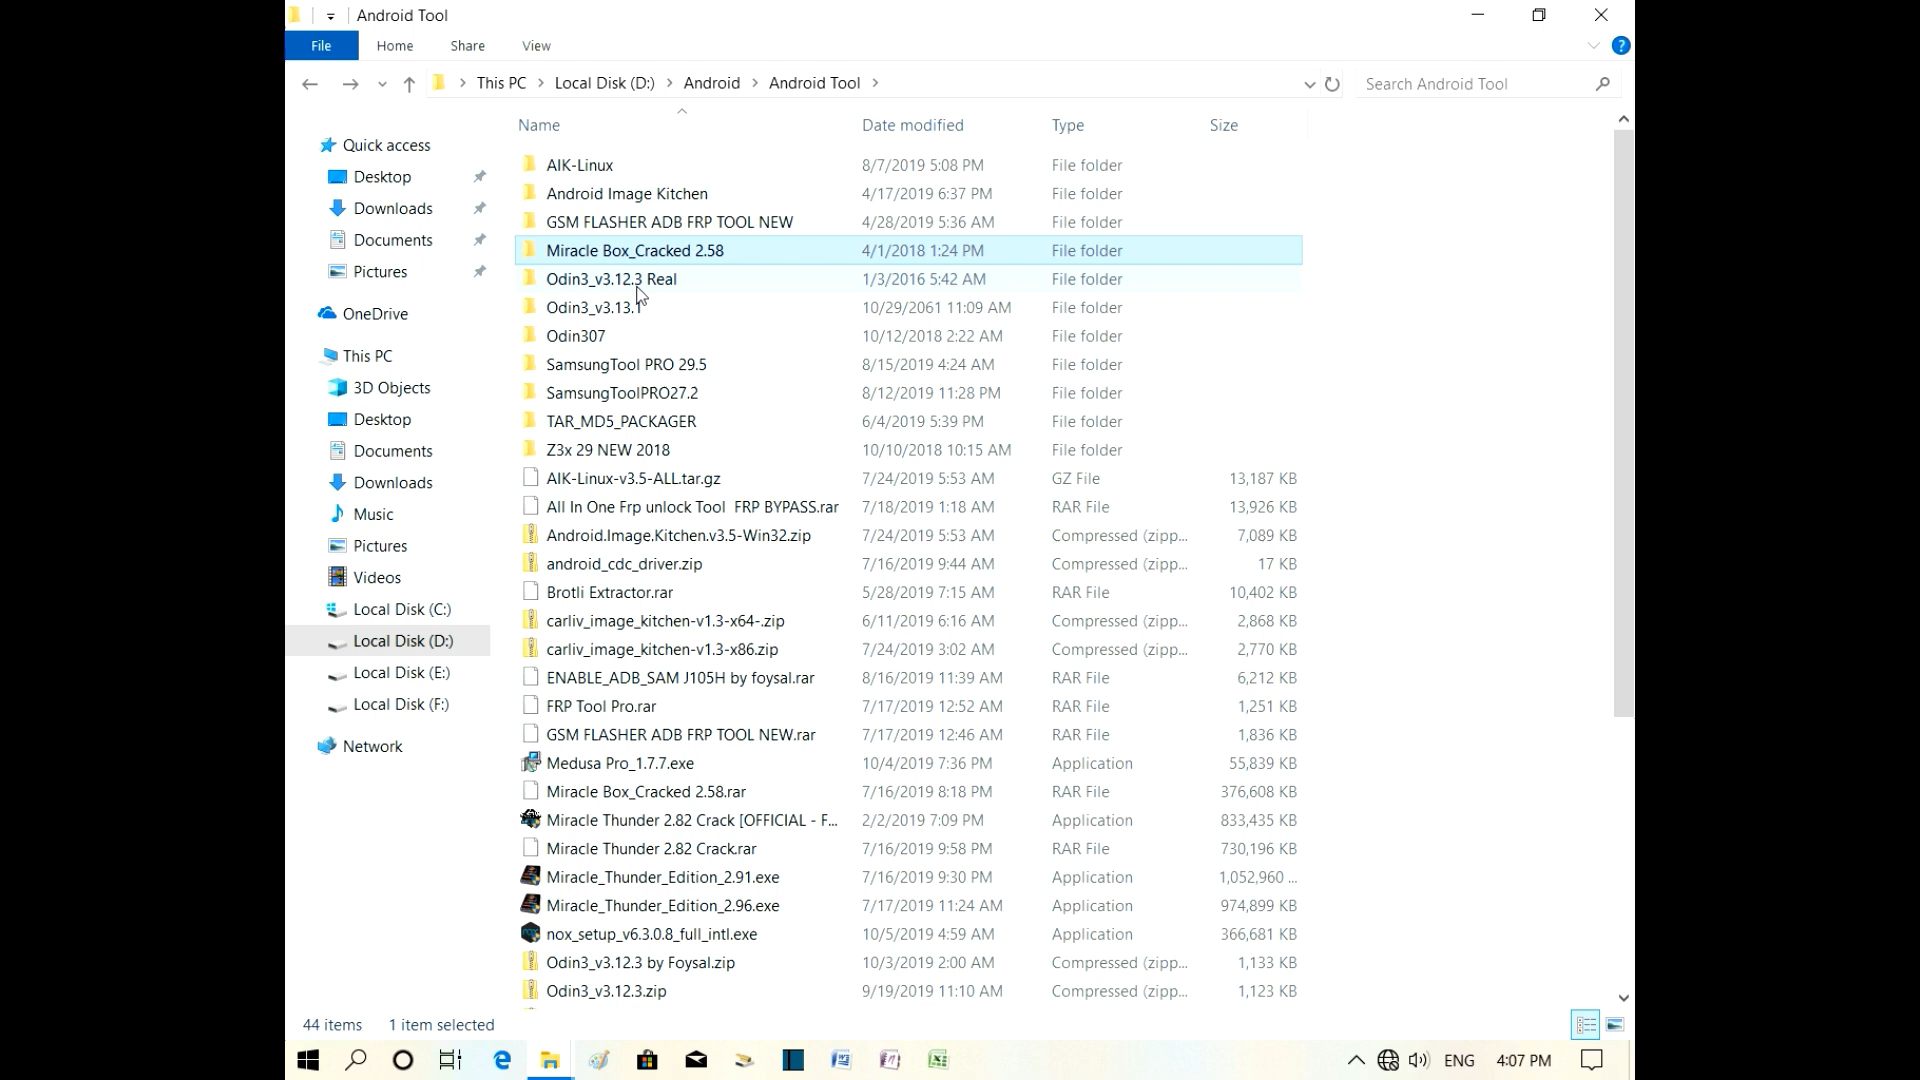 Android Tool
File Home Share View
This PC Local Disk (D:) Android Android Tool Search Android Tool
Name Date modified Type Size
Quick access
Desktop
Downloads
Documents
Pictures
OneDrive
This PC
3D Objects
Desktop
Documents
Downloads
Music
Pictures
Videos
Local Disk (C:)
Local Disk (D:)
Local Disk (E:)
Local Disk (F:)
Network
AIK-Linux 8/7/2019 5:08 PM File folder
Android Image Kitchen 4/17/2019 6:37 PM File folder
GSM FLASHER ADB FRP TOOL NEW 4/28/2019 5:36 AM File folder
Miracle Box_Cracked 2.58 4/1/2018 1:24 PM File folder
Odin3_v3.12.3 Real 1/3/2016 5:42 AM File folder
Odin3_v3.13.1 10/29/2061 11:09 AM File folder
Odin307 10/12/2018 2:22 AM File folder
SamsungTool PRO 29.5 8/15/2019 4:24 AM File folder
SamsungToolPRO27.2 8/12/2019 11:28 PM File folder
TAR_MD5_PACKAGER 6/4/2019 5:39 PM File folder
Z3x 29 NEW 2018 10/10/2018 10:15 AM File folder
AIK-Linux-v3.5-ALL.tar.gz 7/24/2019 5:53 AM GZ File 13,187 KB
All In One Frp unlock Tool FRP BYPASS.rar 7/18/2019 1:18 AM RAR File 13,926 KB
Android.Image.Kitchen.v3.5-Win32.zip 7/24/2019 5:53 AM Compressed (zipp... 7,089 KB
android_cdc_driver.zip 7/16/2019 9:44 AM Compressed (zipp... 17 KB
Brotli Extractor.rar 5/28/2019 7:15 AM RAR File 10,402 KB
carliv_image_kitchen-v1.3-x64-.zip 6/11/2019 6:16 AM Compressed (zipp... 2,868 KB
carliv_image_kitchen-v1.3-x86.zip 7/24/2019 3:02 AM Compressed (zipp... 2,770 KB
ENABLE_ADB_SAM J105H by foysal.rar 8/16/2019 11:39 AM RAR File 6,212 KB
FRP Tool Pro.rar 7/17/2019 12:52 AM RAR File 1,251 KB
GSM FLASHER ADB FRP TOOL NEW.rar 7/17/2019 12:46 AM RAR File 1,836 KB
Medusa Pro_1.7.7.exe 10/4/2019 7:36 PM Application 55,839 KB
Miracle Box_Cracked 2.58.rar 7/16/2019 8:18 PM RAR File 376,608 KB
Miracle Thunder 2.82 Crack [OFFICIAL - F... 2/2/2019 7:09 PM Application 833,435 KB
Miracle Thunder 2.82 Crack.rar 7/16/2019 9:58 PM RAR File 730,196 KB
Miracle_Thunder_Edition_2.91.exe 7/16/2019 9:30 PM Application 1,052,960 ...
Miracle_Thunder_Edition_2.96.exe 7/17/2019 11:24 AM Application 974,899 KB
nox_setup_v6.3.0.8_full_intl.exe 10/5/2019 4:59 AM Application 366,681 KB
Odin3_v3.12.3 by Foysal.zip 10/3/2019 2:00 AM Compressed (zipp... 1,133 KB
Odin3_v3.12.3.zip 9/19/2019 11:10 AM Compressed (zipp... 1,123 KB
44 items 1 item selected
ENG 4:07 PM